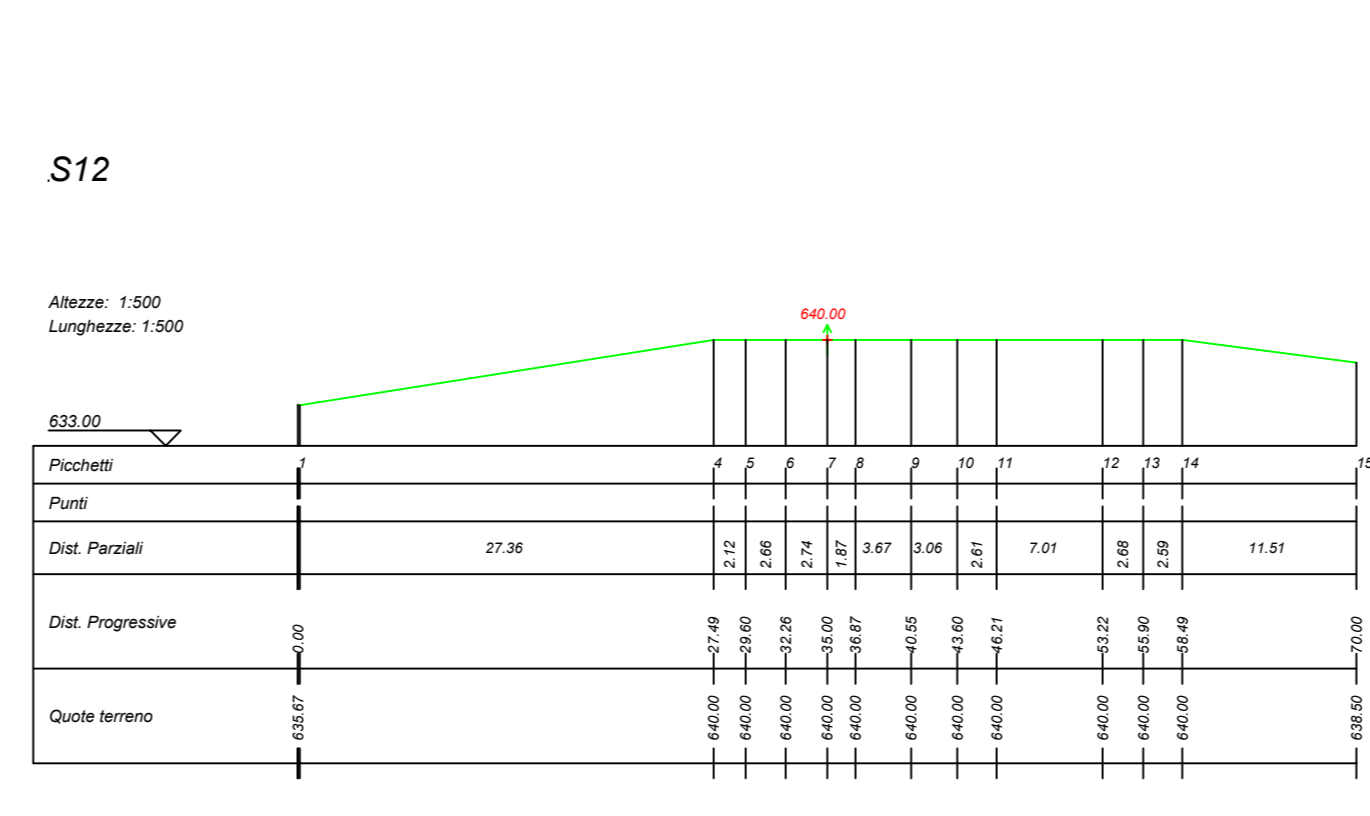 .S12
Altezze: 1:500
Lunghezze: 1:500
640.00
633.00
Picchetti 1 4 5 6 7 8 9 10 11 12 13 14 15
Punti
Dist. Parziali 27.36 2.12 2.66 2.74 1.87 3.67 3.06 2.61 7.01 2.68 2.59 11.51
Dist. Progressive 0.00 27.49 29.60 32.26 35.00 36.87 40.55 43.60 46.21 53.22 55.90 58.49 70.00
Quote terreno 635.67 640.00 640.00 640.00 640.00 640.00 640.00 640.00 640.00 640.00 640.00 640.00 638.50